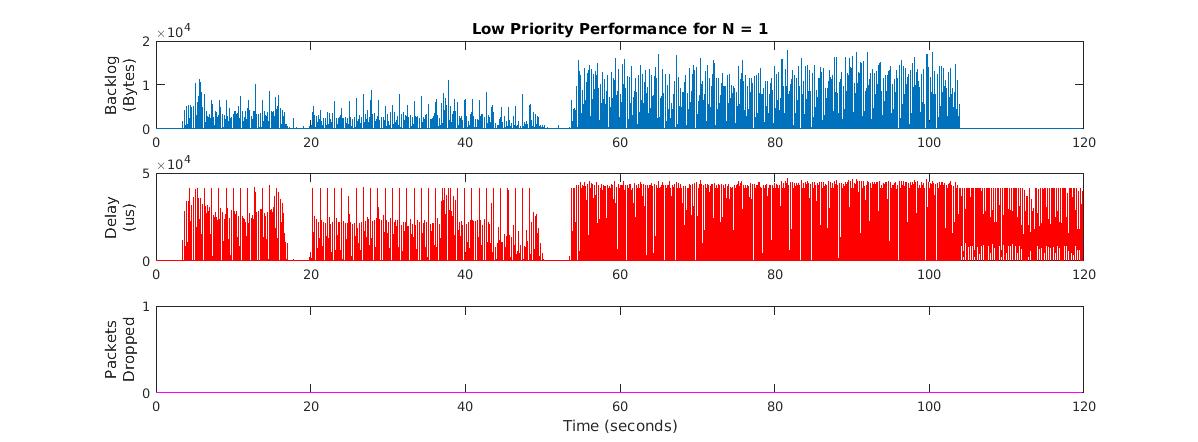 Low Priority Performance for N = 1
×10^4
2
1
0
Backlog
(Bytes)
0 20 40 60 80 100 120
×10^4
5
0
Delay
(us)
0 20 40 60 80 100 120
1
0
Packets
Dropped
0 20 40 60 80 100 120
Time (seconds)